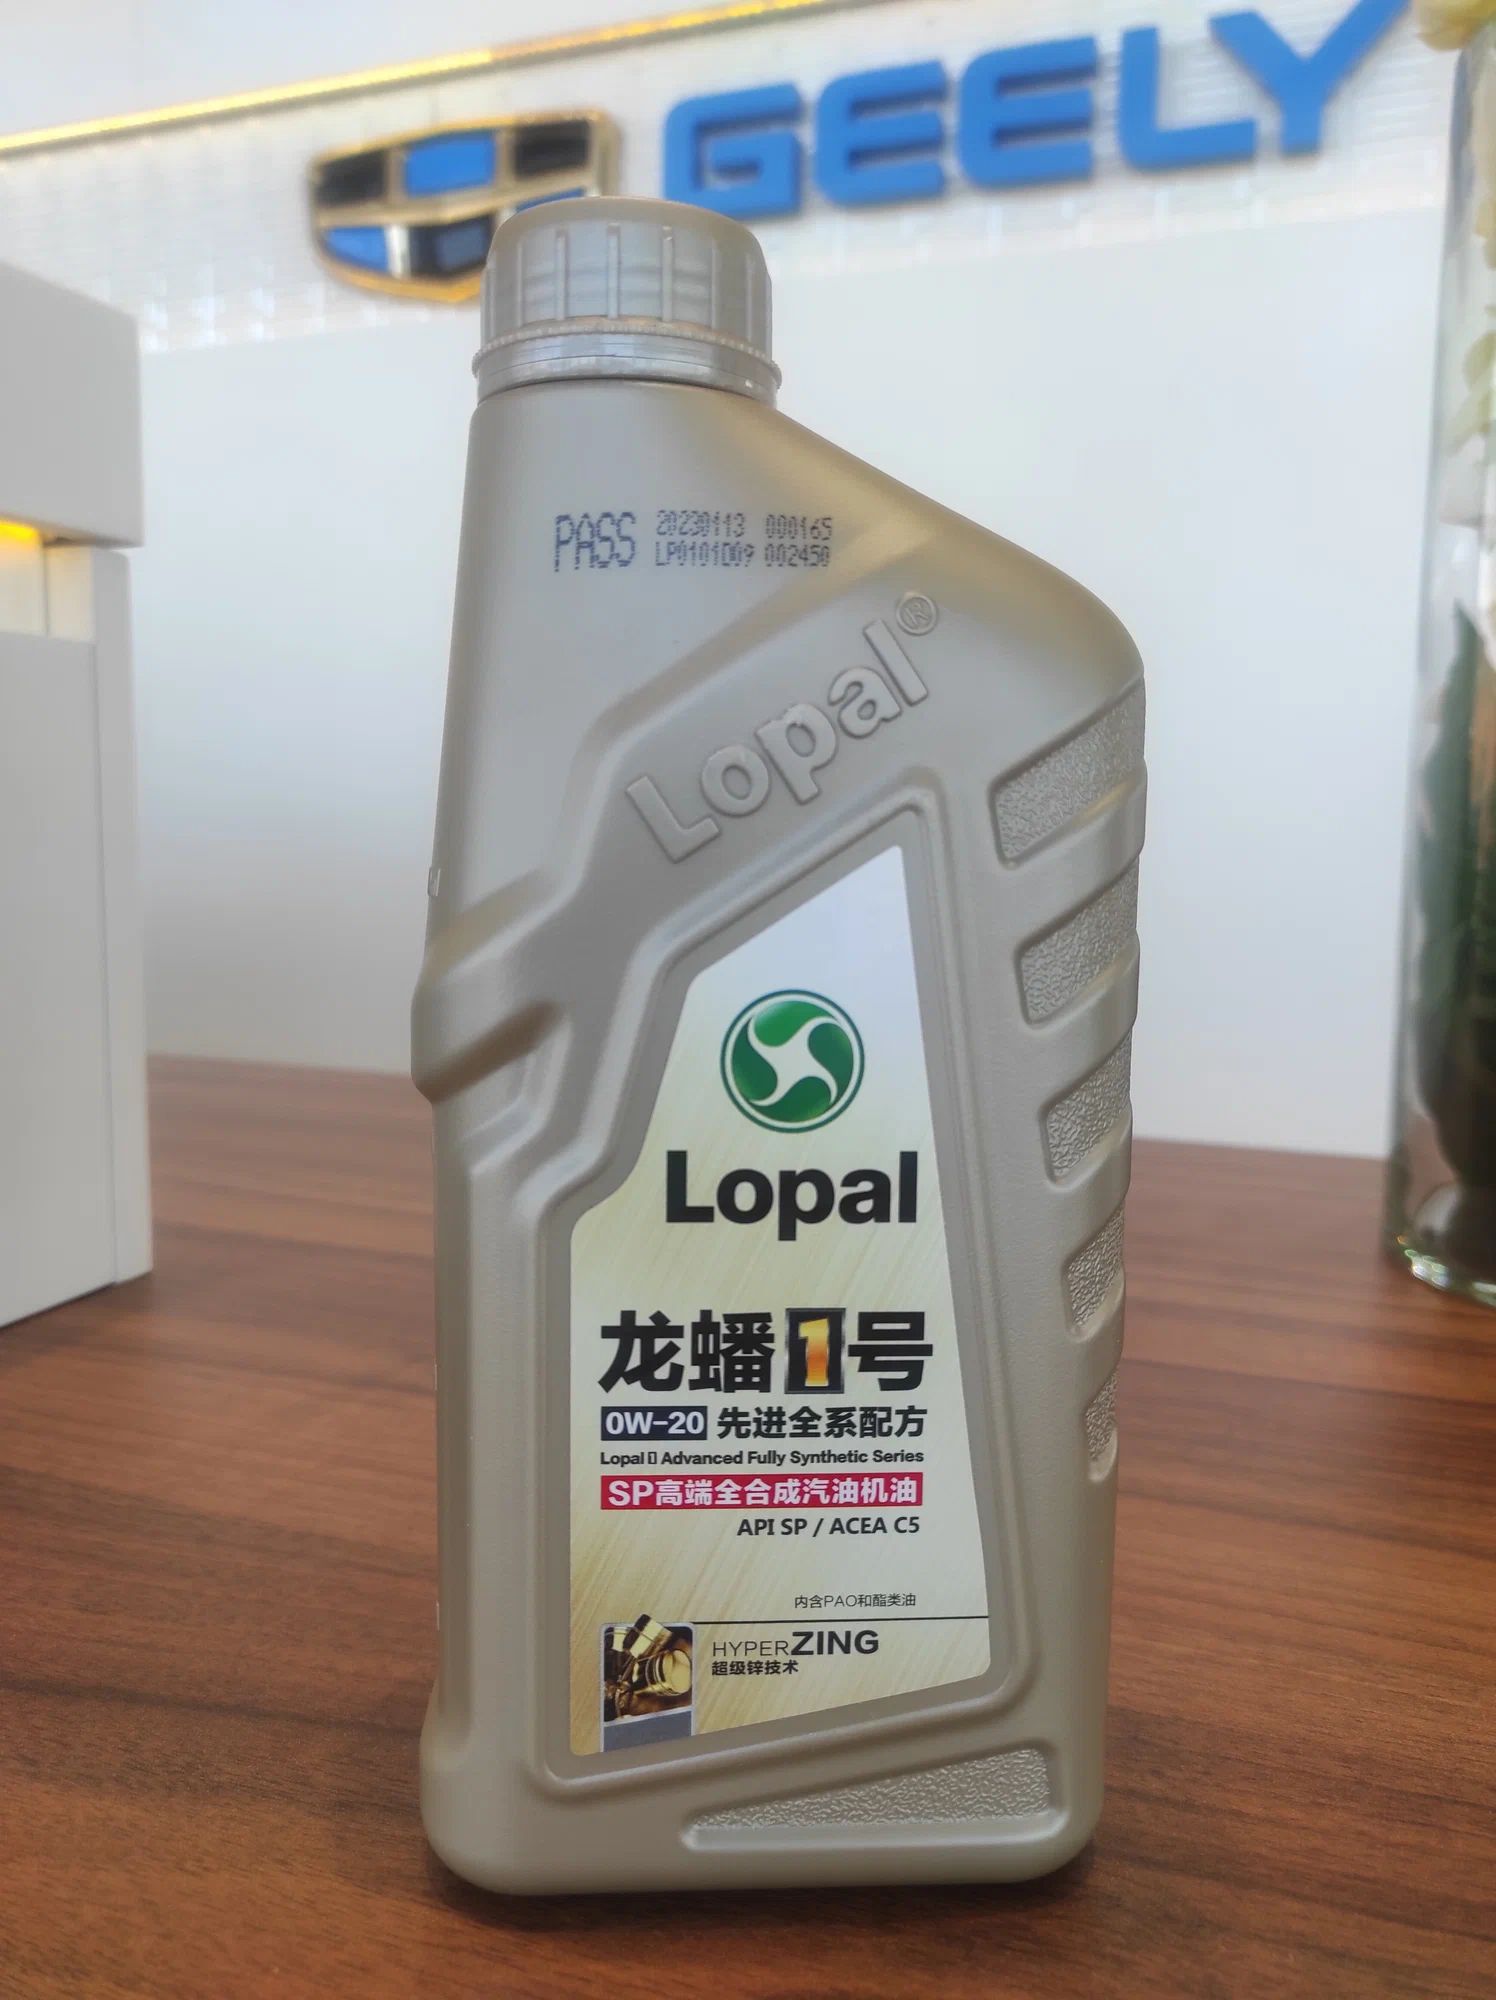 GEELY
PASS 20230113 000165
LP0101D09 002450
Lopal®
Lopal
龙蟠1号
0W-20 先进全系配方
Lopal▯ Advanced Fully Synthetic Series
SP高端全合成汽油机油
API SP / ACEA C5
内含PAO和酯类油
HYPERZING
超级锌技术